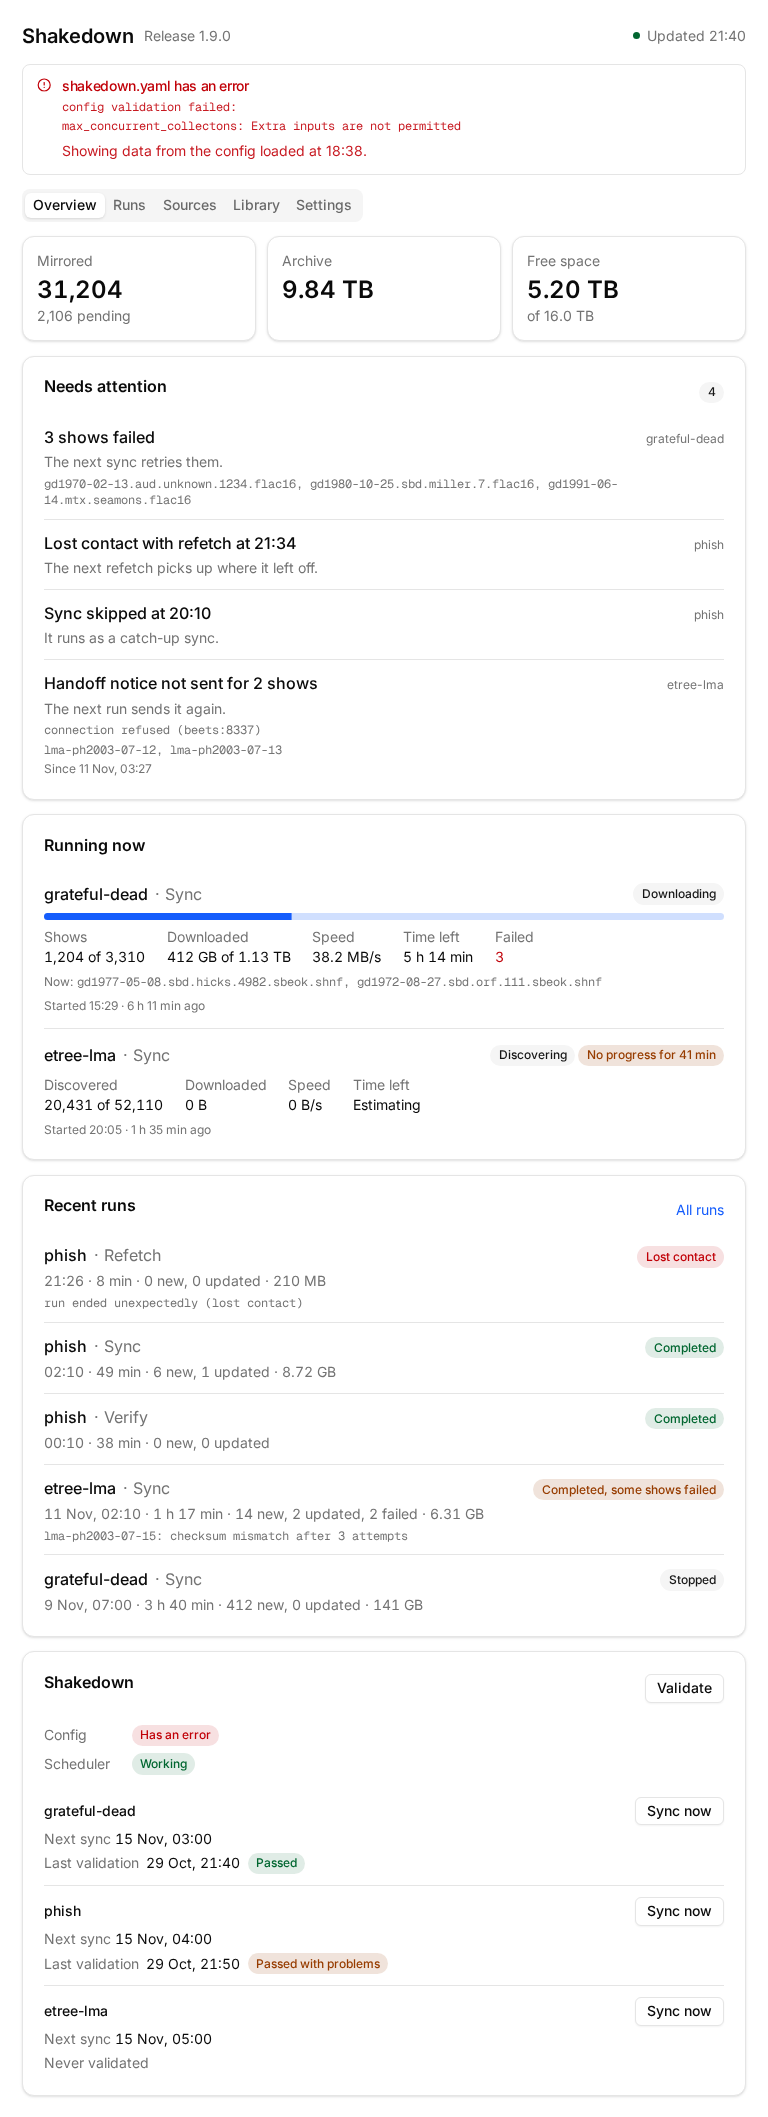 Shakedown Release 1.9.0
Updated 21:40
shakedown.yaml has an error
config validation failed:
max_concurrent_collectons: Extra inputs are not permitted
Showing data from the config loaded at 18:38.
Overview Runs Sources Library Settings
Mirrored
31,204
2,106 pending
Archive
9.84 TB
Free space
5.20 TB
of 16.0 TB
Needs attention
4
3 shows failed
grateful-dead
The next sync retries them.
gd1970-02-13.aud.unknown.1234.flac16, gd1980-10-25.sbd.miller.7.flac16, gd1991-06-
14.mtx.seamons.flac16
Lost contact with refetch at 21:34
phish
The next refetch picks up where it left off.
Sync skipped at 20:10
phish
It runs as a catch-up sync.
Handoff notice not sent for 2 shows
etree-lma
The next run sends it again.
connection refused (beets:8337)
lma-ph2003-07-12, lma-ph2003-07-13
Since 11 Nov, 03:27
Running now
grateful-dead · Sync
Downloading
Shows Downloaded Speed Time left Failed
1,204 of 3,310 412 GB of 1.13 TB 38.2 MB/s 5 h 14 min 3
Now: gd1977-05-08.sbd.hicks.4982.sbeok.shnf, gd1972-08-27.sbd.orf.111.sbeok.shnf
Started 15:29 · 6 h 11 min ago
etree-lma · Sync
Discovering No progress for 41 min
Discovered Downloaded Speed Time left
20,431 of 52,110 0 B 0 B/s Estimating
Started 20:05 · 1 h 35 min ago
Recent runs
All runs
phish · Refetch
Lost contact
21:26 · 8 min · 0 new, 0 updated · 210 MB
run ended unexpectedly (lost contact)
phish · Sync
Completed
02:10 · 49 min · 6 new, 1 updated · 8.72 GB
phish · Verify
Completed
00:10 · 38 min · 0 new, 0 updated
etree-lma · Sync
Completed, some shows failed
11 Nov, 02:10 · 1 h 17 min · 14 new, 2 updated, 2 failed · 6.31 GB
lma-ph2003-07-15: checksum mismatch after 3 attempts
grateful-dead · Sync
Stopped
9 Nov, 07:00 · 3 h 40 min · 412 new, 0 updated · 141 GB
Shakedown
Validate
Config Has an error
Scheduler Working
grateful-dead
Sync now
Next sync 15 Nov, 03:00
Last validation 29 Oct, 21:40 Passed
phish
Sync now
Next sync 15 Nov, 04:00
Last validation 29 Oct, 21:50 Passed with problems
etree-lma
Sync now
Next sync 15 Nov, 05:00
Never validated